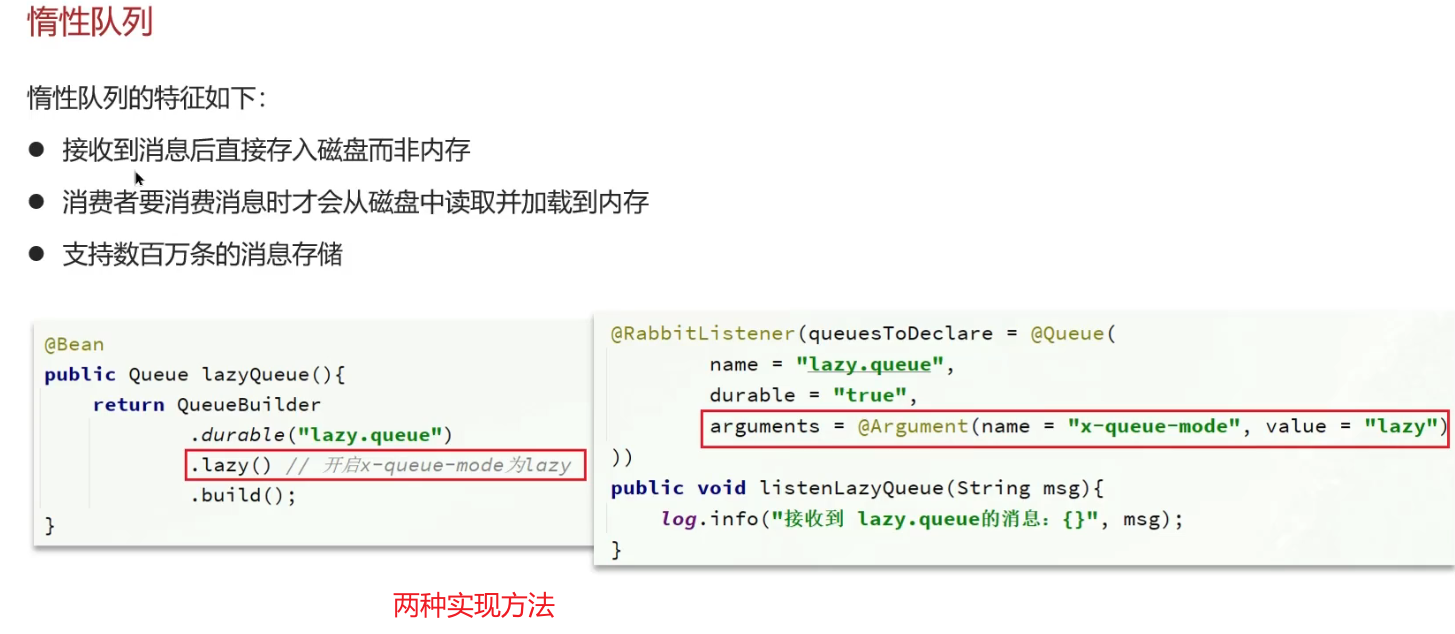 惰性队列
惰性队列的特征如下：
● 接收到消息后直接存入磁盘而非内存
● 消费者要消费消息时才会从磁盘中读取并加载到内存
● 支持数百万条的消息存储
@Bean
public Queue lazyQueue(){
return QueueBuilder
.durable("lazy.queue")
.lazy() // 开启x-queue-mode为lazy
.build();
}
@RabbitListener(queuesToDeclare = @Queue(
name = "lazy.queue",
durable = "true",
arguments = @Argument(name = "x-queue-mode", value = "lazy")
))
public void listenLazyQueue(String msg){
log.info("接收到 lazy.queue的消息：{}", msg);
}
两种实现方法